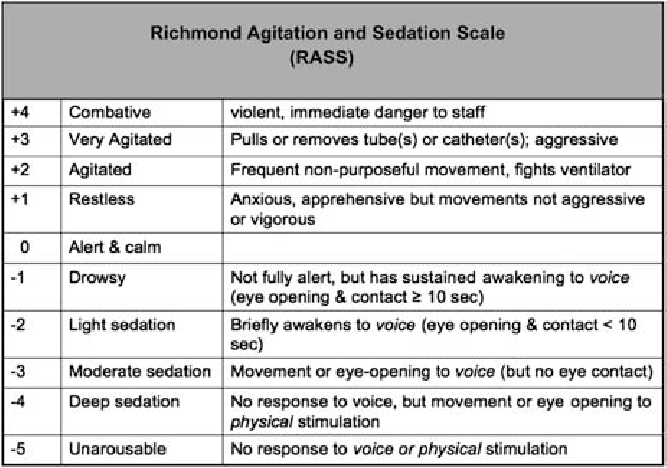 Richmond Agitation and Sedation Scale
(RASS)
+4 Combative violent, immediate danger to staff
+3 Very Agitated Pulls or removes tube(s) or catheter(s); aggressive
+2 Agitated Frequent non-purposeful movement, fights ventilator
+1 Restless Anxious, apprehensive but movements not aggressive
or vigorous
0 Alert & calm
-1 Drowsy Not fully alert, but has sustained awakening to voice
(eye opening & contact ≥ 10 sec)
-2 Light sedation Briefly awakens to voice (eye opening & contact < 10
sec)
-3 Moderate sedation Movement or eye-opening to voice (but no eye contact)
-4 Deep sedation No response to voice, but movement or eye opening to
physical stimulation
-5 Unarousable No response to voice or physical stimulation